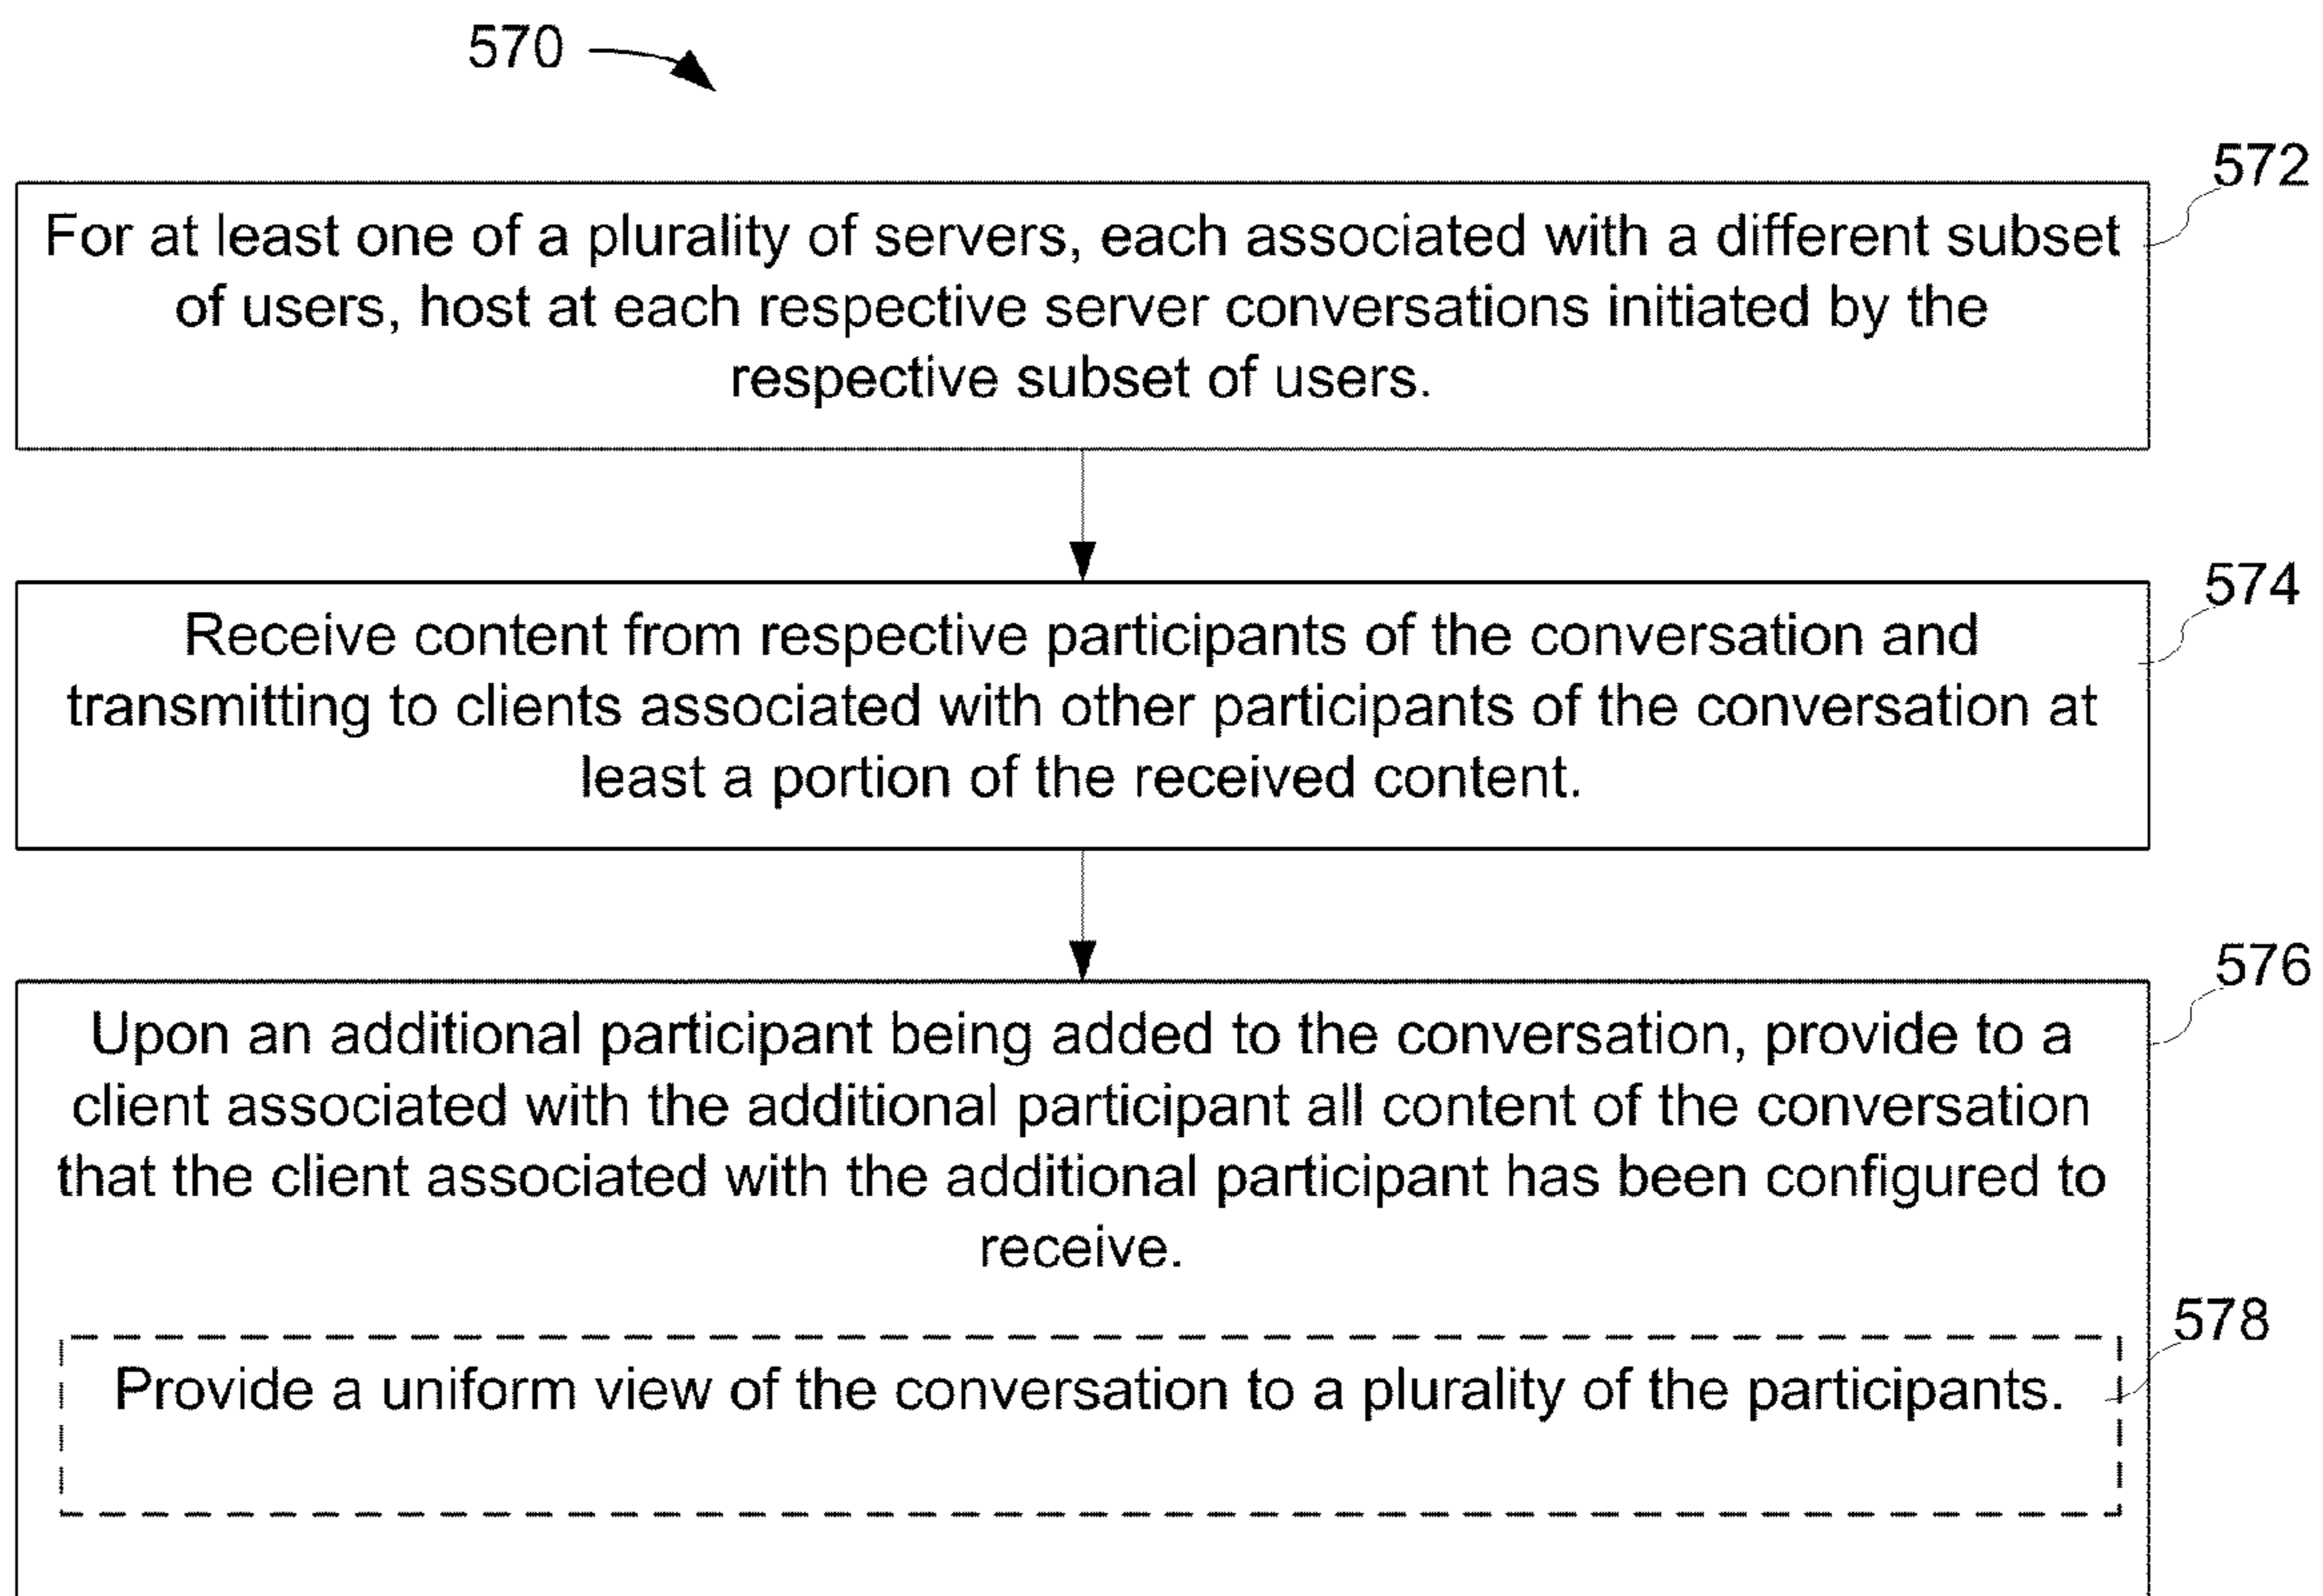 570
572
For at least one of a plurality of servers, each associated with a different subset
of users, host at each respective server conversations initiated by the
respective subset of users.
574
Receive content from respective participants of the conversation and
transmitting to clients associated with other participants of the conversation at
least a portion of the received content.
576
Upon an additional participant being added to the conversation, provide to a
client associated with the additional participant all content of the conversation
that the client associated with the additional participant has been configured to
receive.
578
Provide a uniform view of the conversation to a plurality of the participants.